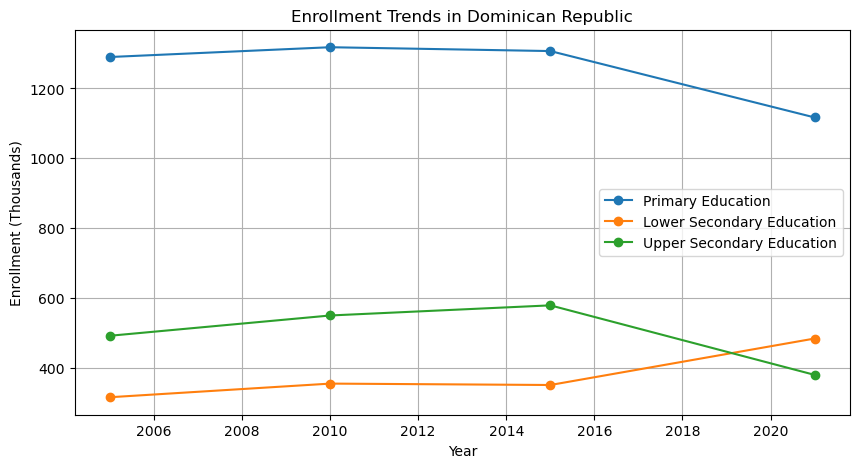 Enrollment Trends in Dominican Republic
Enrollment (Thousands)
1200
1000
800
600
400
Primary Education
Lower Secondary Education
Upper Secondary Education
2006 2008 2010 2012 2014 2016 2018 2020
Year